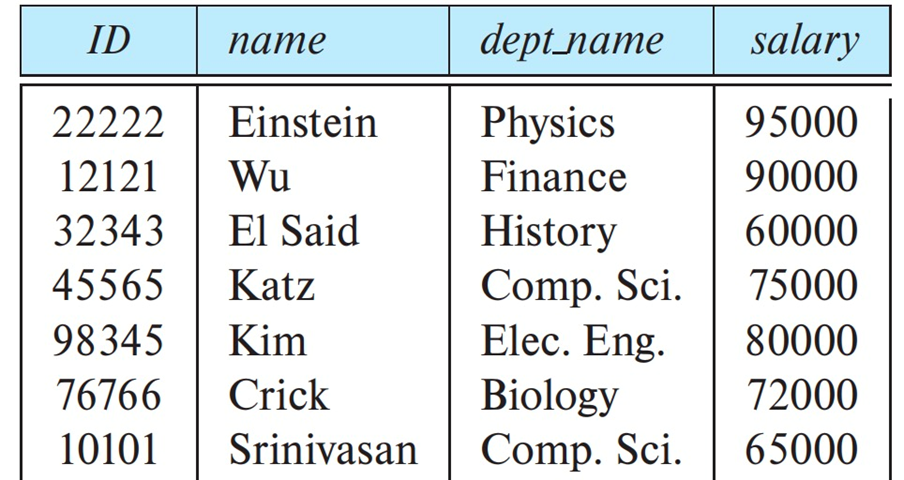 ID name dept_name salary
22222 Einstein Physics 95000
12121 Wu Finance 90000
32343 El Said History 60000
45565 Katz Comp. Sci. 75000
98345 Kim Elec. Eng. 80000
76766 Crick Biology 72000
10101 Srinivasan Comp. Sci. 65000